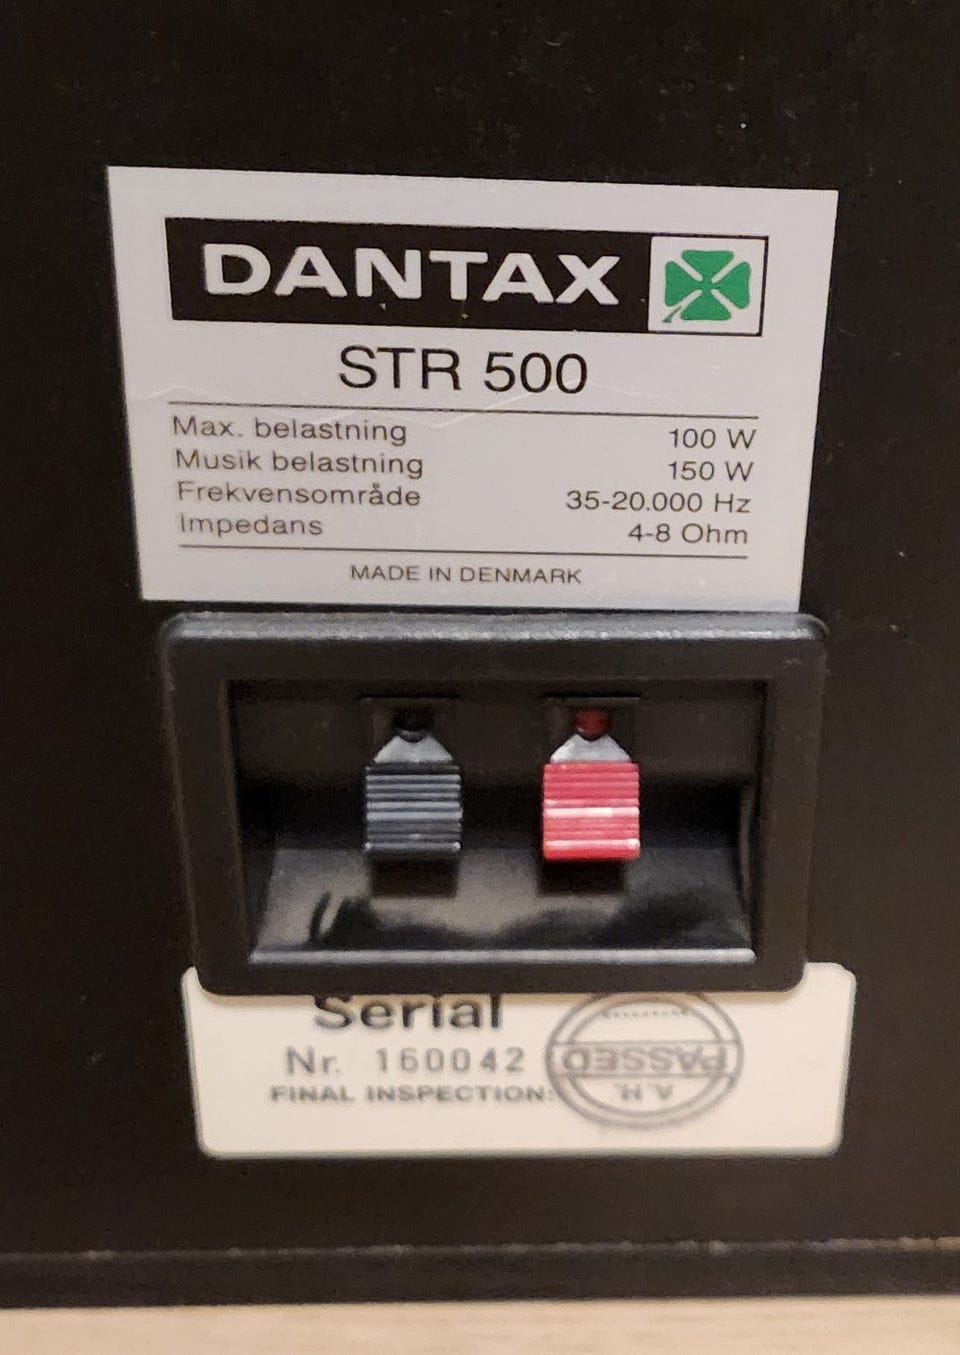 DANTAX
STR 500
Max. belastning 100 W
Musik belastning 150 W
Frekvensområde 35-20.000 Hz
Impedans 4-8 Ohm
MADE IN DENMARK
Serial
Nr. 160042
FINAL INSPECTION:
PASSED
A.H.